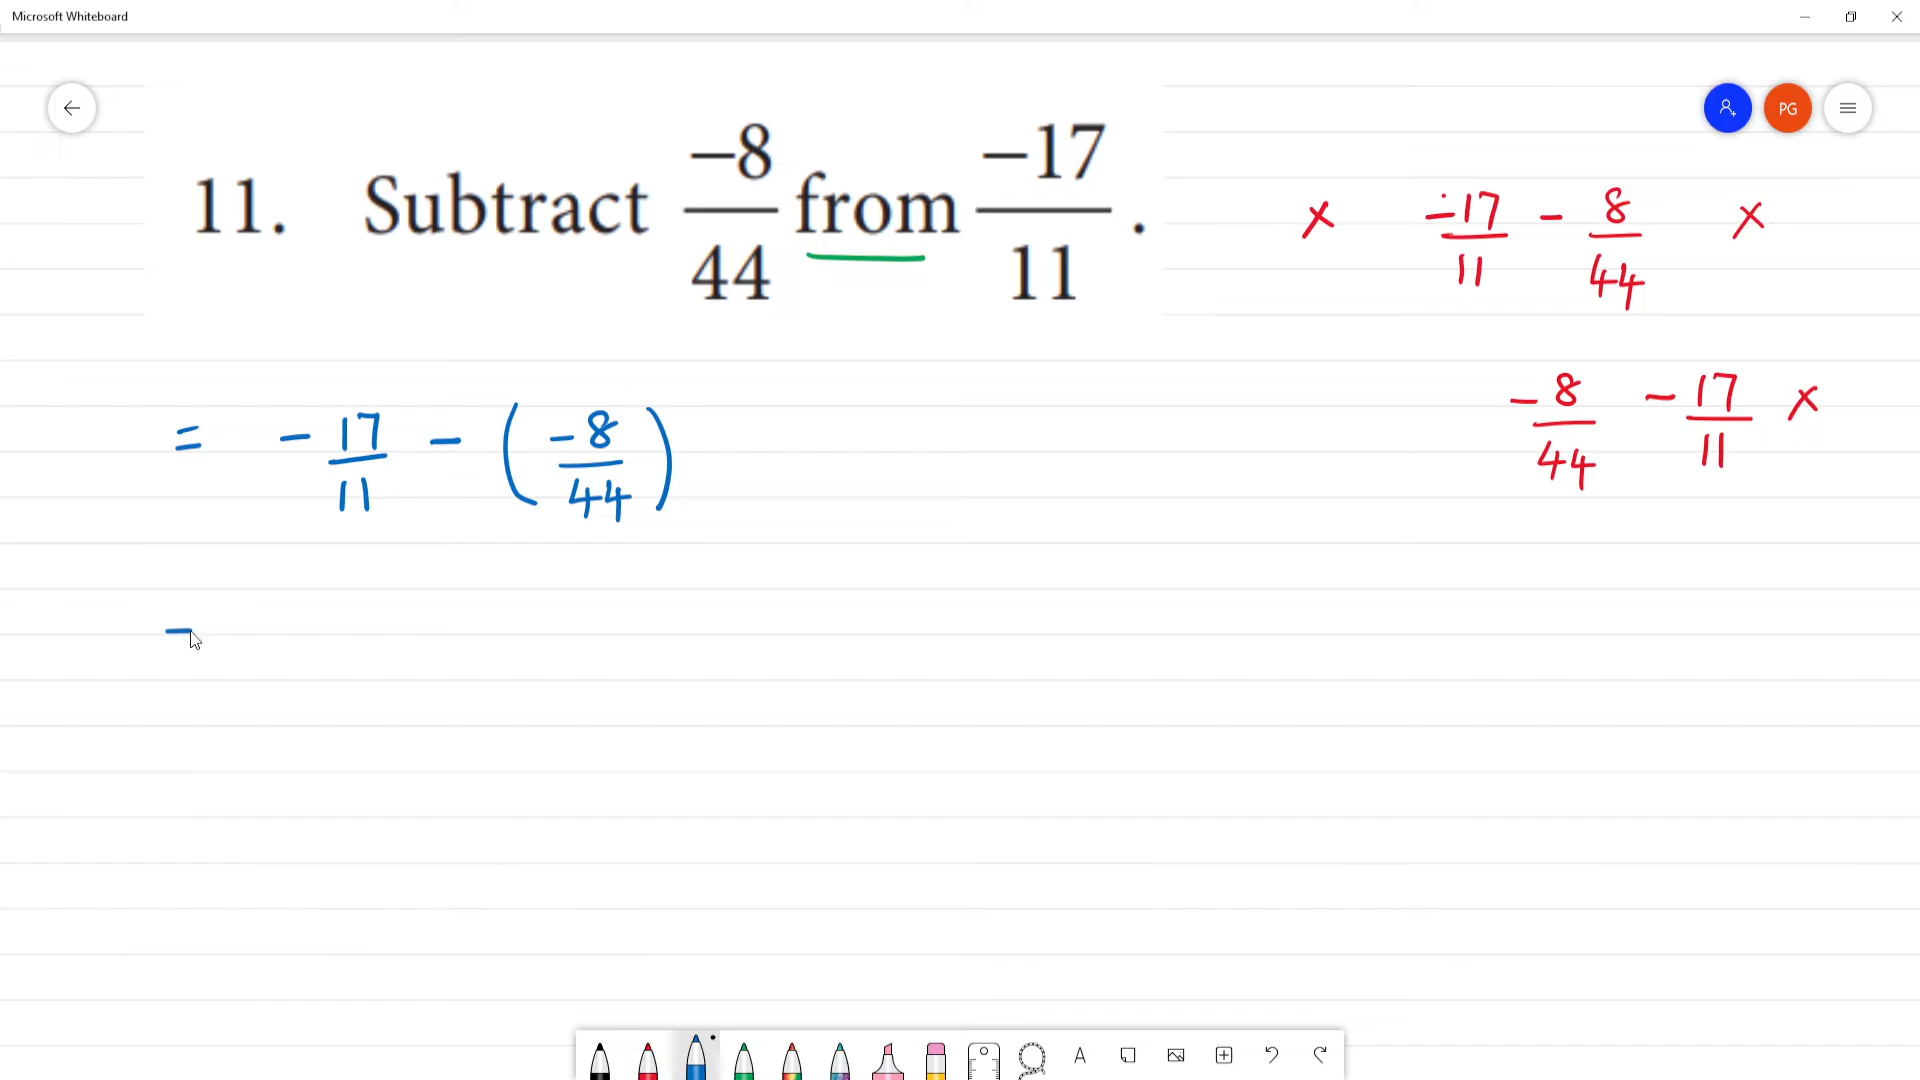 Microsoft Whiteboard
PG
11. Subtract -8/44 from -17/11.
× -17/11 - 8/44 ×
-8/44 - 17/11 ×
= - 17/11 - (-8/44)
A